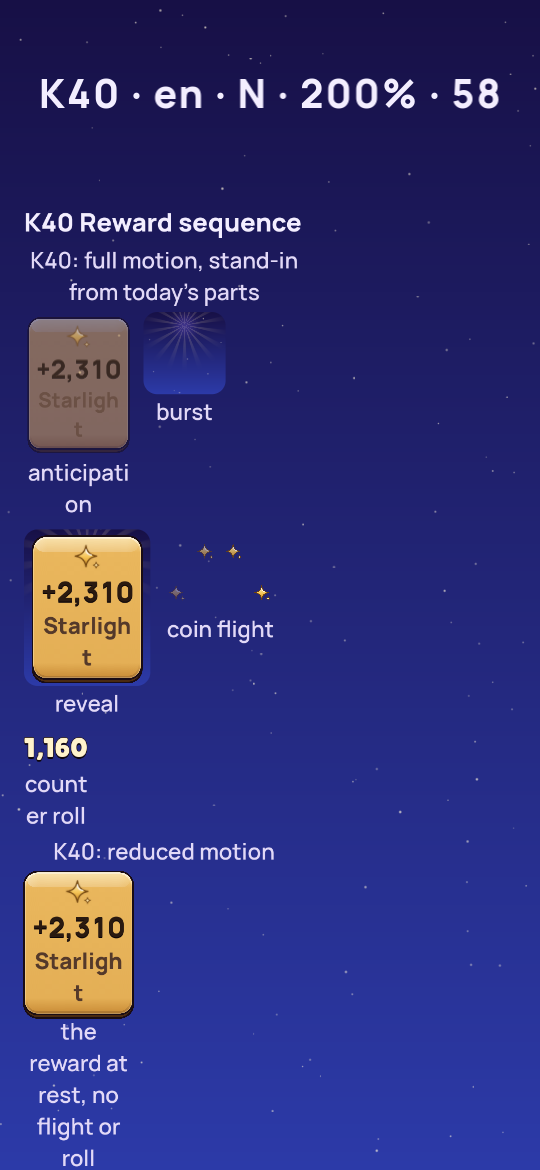 K40 · en · N · 200% · 58
K40 Reward sequence
K40: full motion, stand-in
from today's parts
+2,310
Starligh
t
anticipati
on
burst
+2,310
Starligh
t
reveal
coin flight
1,160
count
er roll
K40: reduced motion
+2,310
Starligh
t
the
reward at
rest, no
flight or
roll